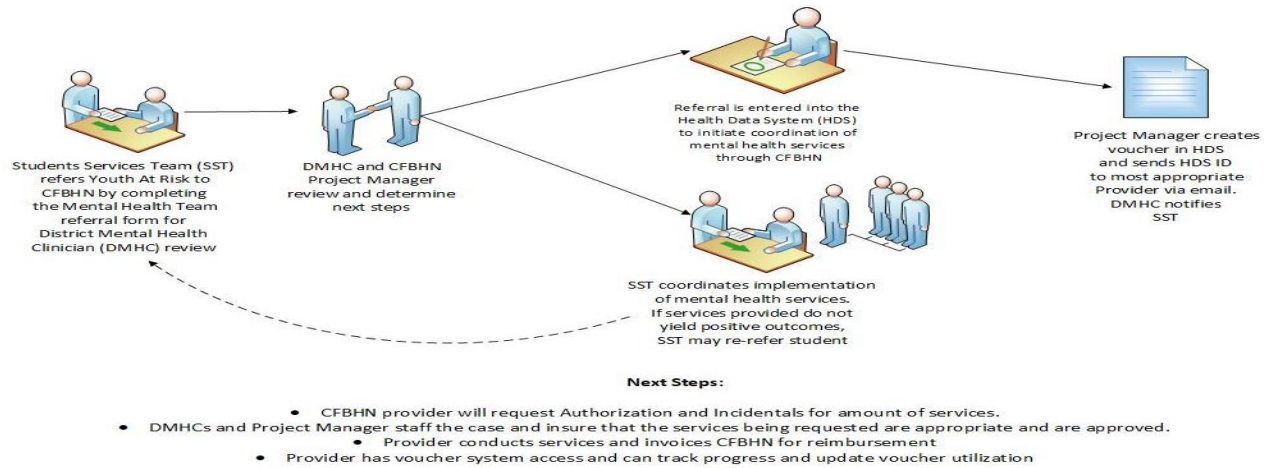 Students Services Team (SST)
refers Youth At Risk to
CFBHN by completing
the Mental Health Team
referral form for
District Mental Health
Clinician (DMHC) review
DMHC and CFBHN
Project Manager
review and determine
next steps
Referral is entered into the
Health Data System (HDS)
to initiate coordination of
mental health services
through CFBHN
Project Manager creates
voucher in HDS
and sends HDS ID
to most appropriate
Provider via email.
DMHC notifies
SST
SST coordinates implementation
of mental health services.
If services provided do not
yield positive outcomes,
SST may re-refer student
Next Steps:
• CFBHN provider will request Authorization and Incidentals for amount of services.
• DMHCs and Project Manager staff the case and insure that the services being requested are appropriate and are approved.
• Provider conducts services and invoices CFBHN for reimbursement
• Provider has voucher system access and can track progress and update voucher utilization